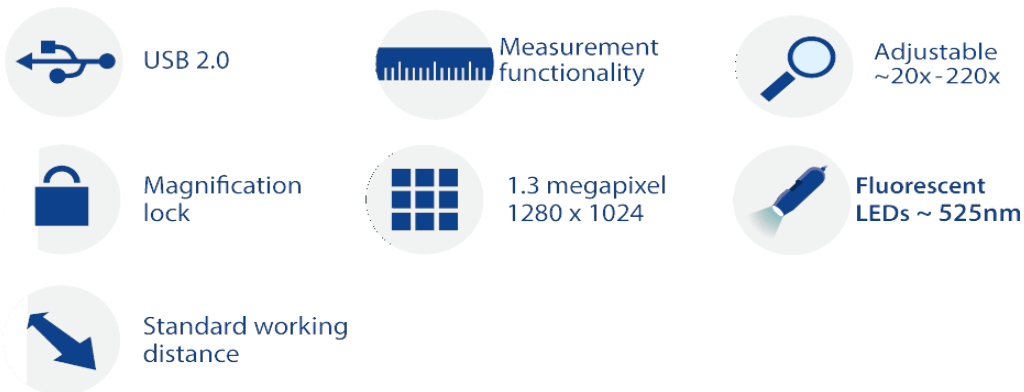 USB 2.0
Measurement
functionality
Adjustable
~20x-220x
Magnification
lock
1.3 megapixel
1280 x 1024
Fluorescent
LEDs ~ 525nm
Standard working
distance